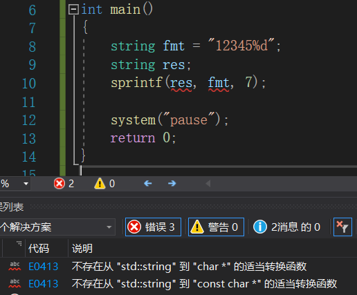 6 int main()
7 {
8 string fmt = "12345%d";
9 string res;
10 sprintf(res, fmt, 7);
11
12 system("pause");
13 return 0;
14 }
15
% 2 0
误列表
个解决方案 错误 3 警告 0 2消息 的 0
代码 说明
abc E0413 不存在从 "std::string" 到 "char *" 的适当转换函数
abc E0413 不存在从 "std::string" 到 "const char *" 的适当转换函数